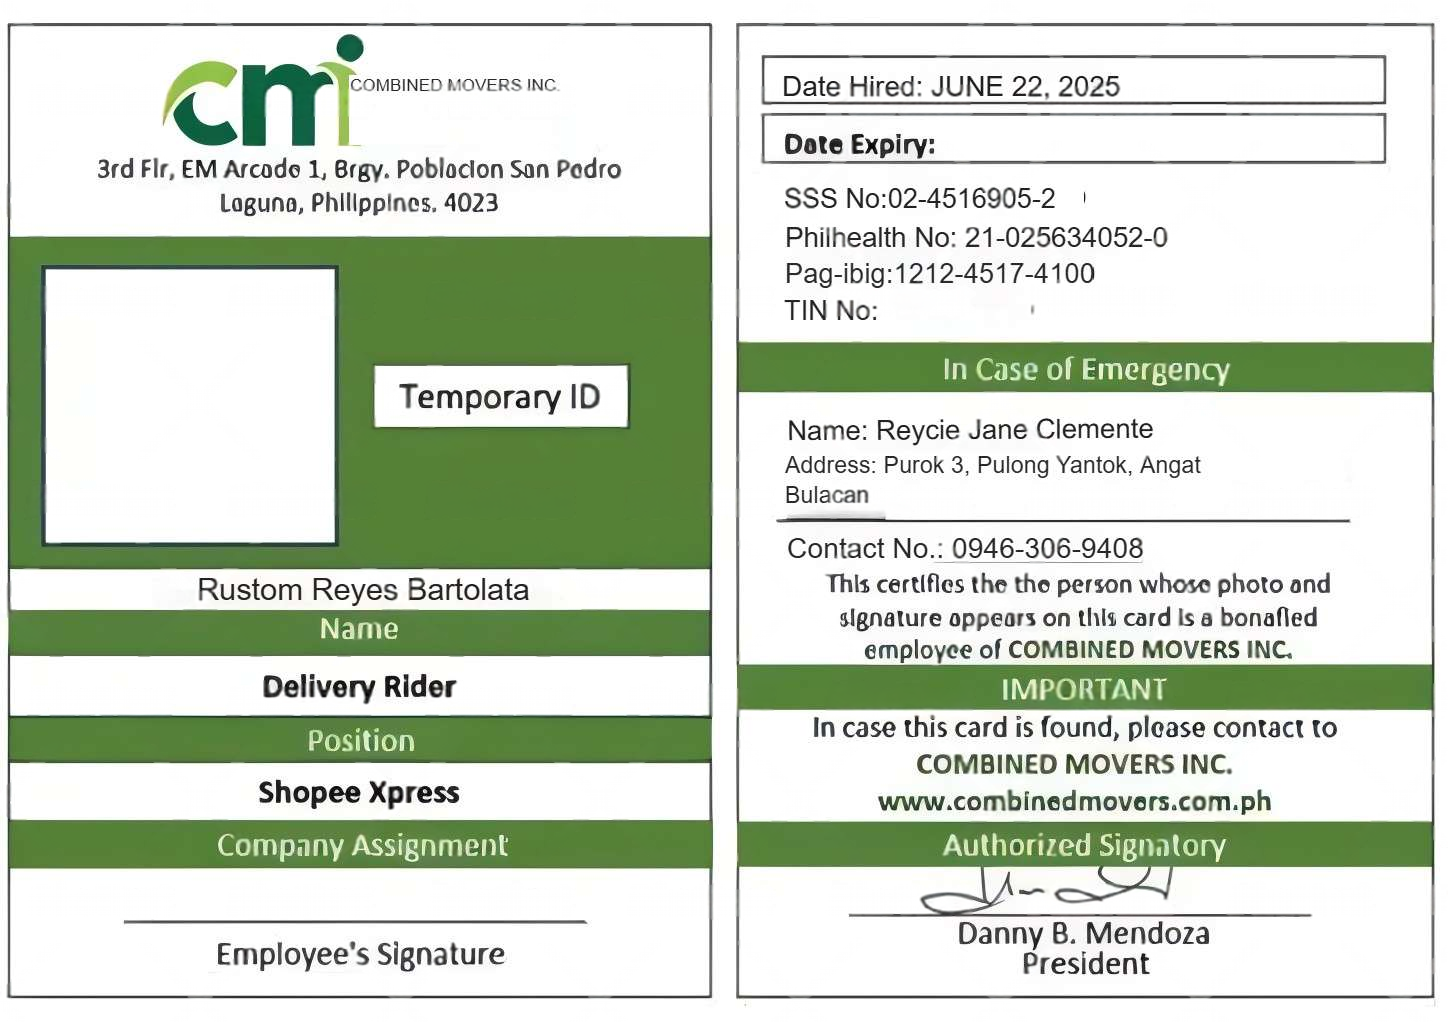 cmi COMBINED MOVERS INC.
3rd Flr, EM Arcade 1, Brgy. Poblacion San Pedro
Laguna, Philippines. 4023
Temporary ID
Rustom Reyes Bartolata
Name
Delivery Rider
Position
Shopee Xpress
Company Assignment
Employee's Signature
Date Hired: JUNE 22, 2025
Date Expiry:
SSS No:02-4516905-2
Philhealth No: 21-025634052-0
Pag-ibig:1212-4517-4100
TIN No:
In Case of Emergency
Name: Reycie Jane Clemente
Address: Purok 3, Pulong Yantok, Angat
Bulacan
Contact No.: 0946-306-9408
This certifies the the person whose photo and
signature appears on this card is a bonafied
employee of COMBINED MOVERS INC.
IMPORTANT
In case this card is found, please contact to
COMBINED MOVERS INC.
www.combinedmovers.com.ph
Authorized Signatory
Danny B. Mendoza
President